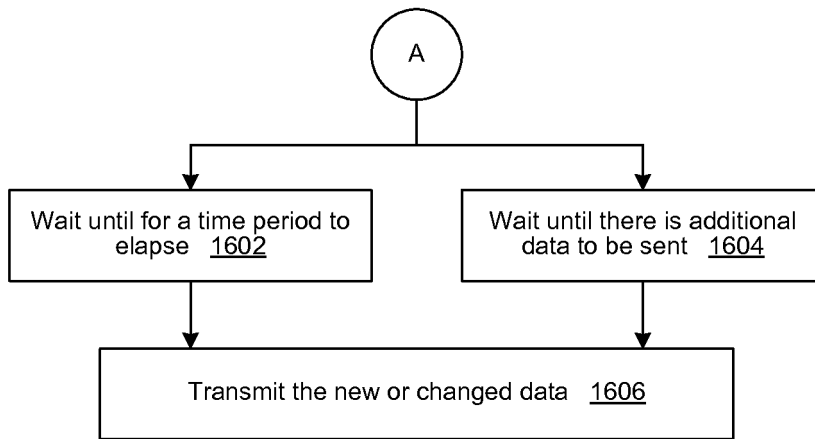 A
Wait until for a time period to
elapse 1602
Wait until there is additional
data to be sent 1604
Transmit the new or changed data 1606